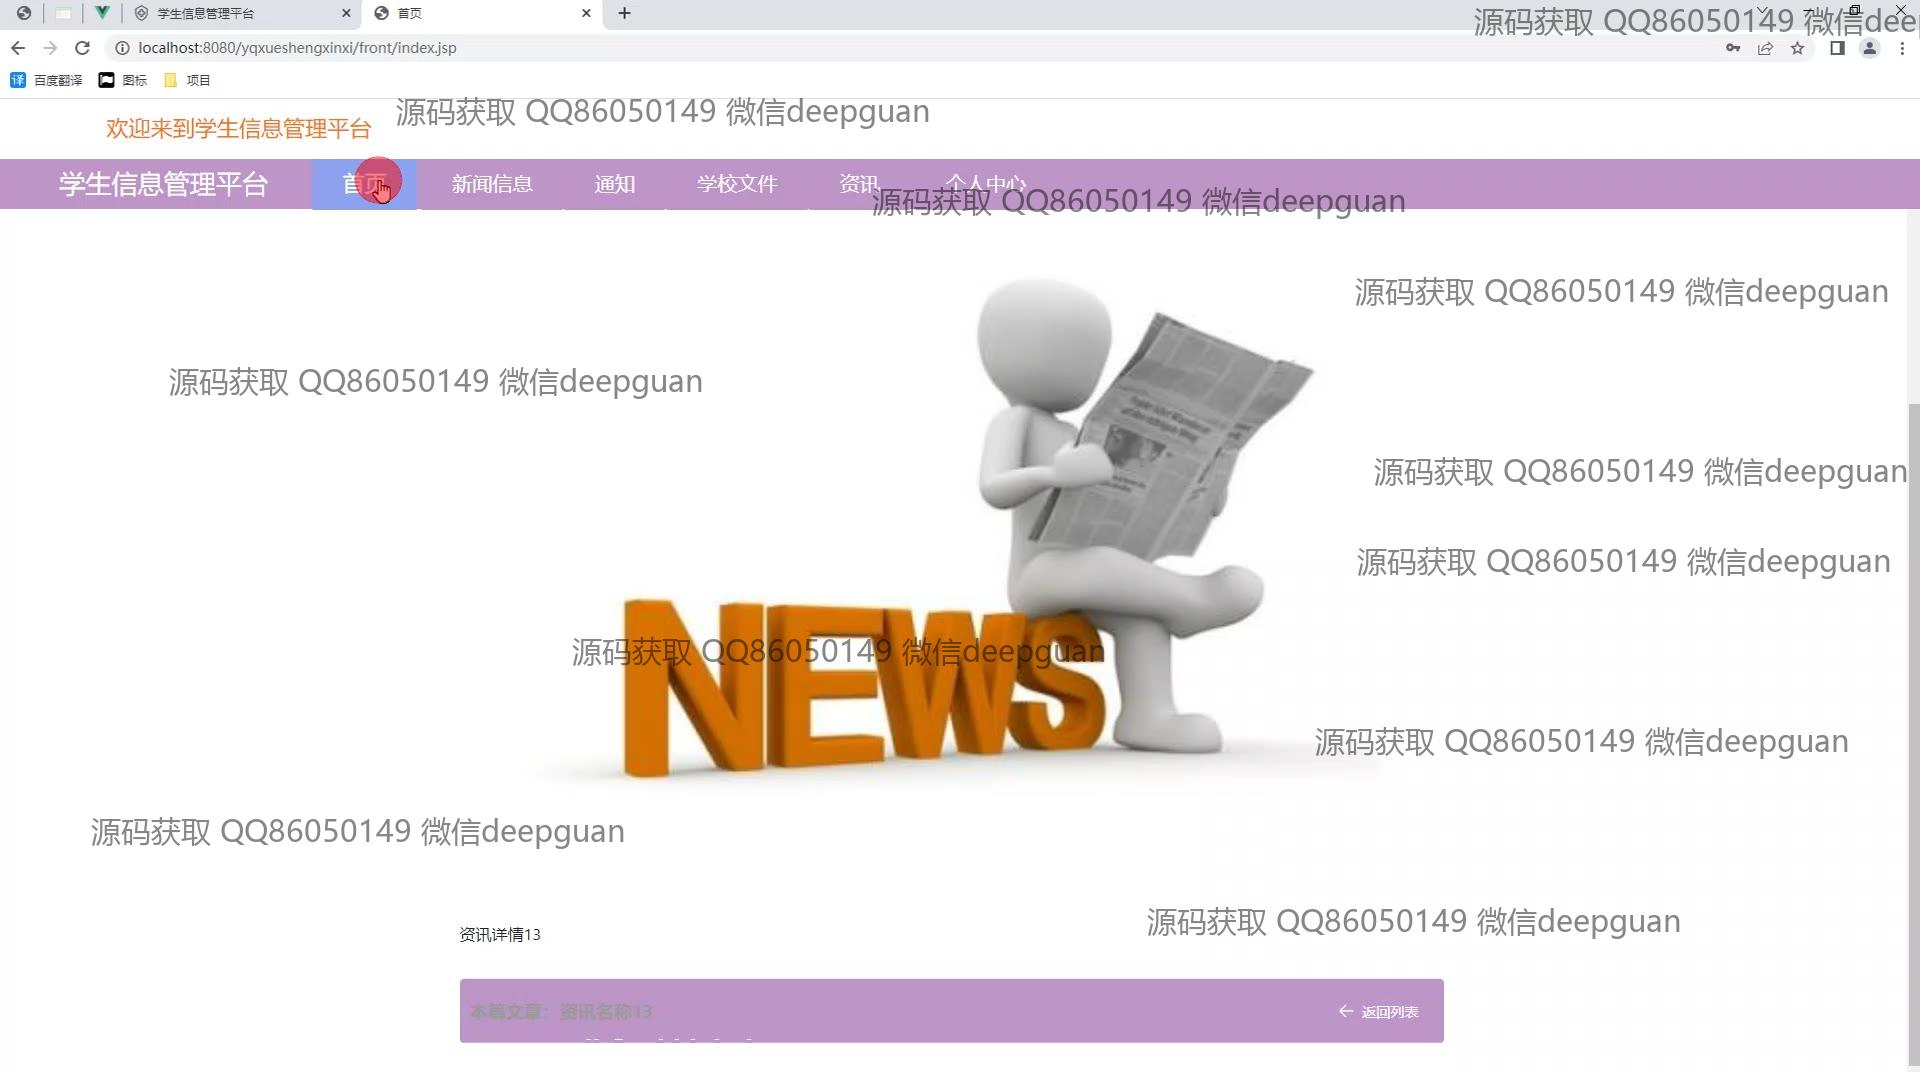 学生信息管理平台
首页
源码获取 QQ86050149 微信deep
localhost:8080/yqxueshengxinxi/front/index.jsp
译 百度翻译
图标
项目
源码获取 QQ86050149 微信deepguan
欢迎来到学生信息管理平台
学生信息管理平台
首页
新闻信息
通知
学校文件
资讯
个人中心
源码获取 QQ86050149 微信deepguan
源码获取 QQ86050149 微信deepguan
源码获取 QQ86050149 微信deepguan
源码获取 QQ86050149 微信deepguan
源码获取 QQ86050149 微信deepguan
NEWS
源码获取 QQ86050149 微信deepguan
源码获取 QQ86050149 微信deepguan
源码获取 QQ86050149 微信deepguan
源码获取 QQ86050149 微信deepguan
资讯详情13
本篇文章：资讯名称13
返回列表